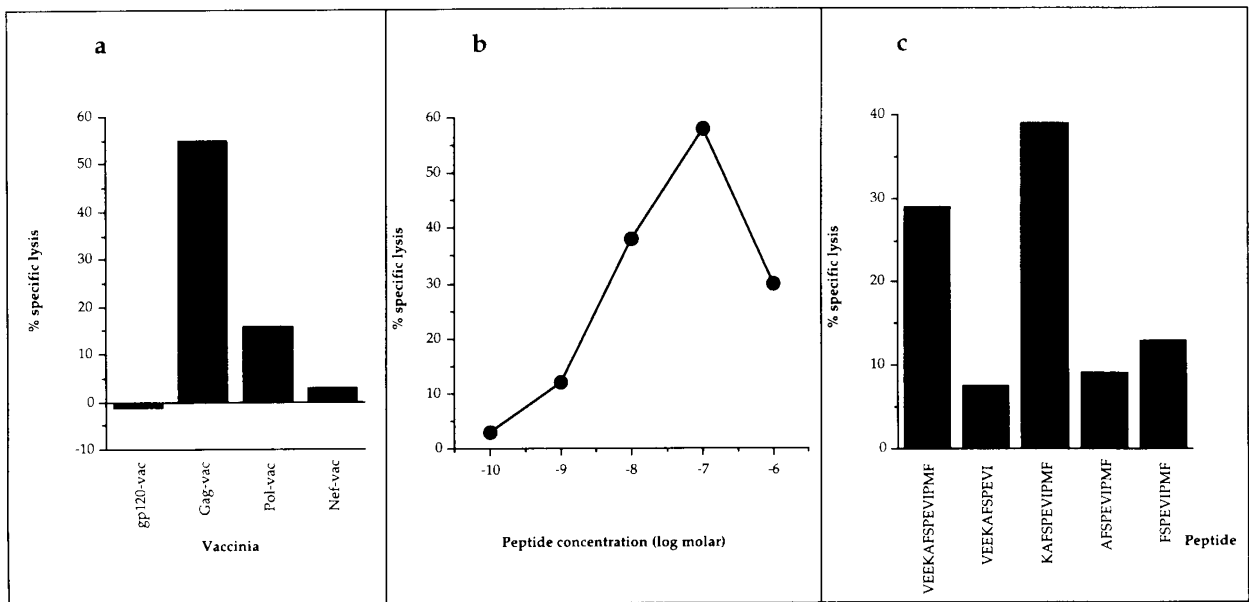 a
% specific lysis
60
50
40
30
20
10
0
-10
gp120-vac
Gag-vac
Pol-vac
Nef-vac
Vaccinia
b
% specific lysis
60
50
40
30
20
10
0
-10
-9
-8
-7
-6
Peptide concentration (log molar)
c
% specific lysis
40
30
20
10
0
VEEKAFSPEVIPMF
VEEKAFSPEVI
KAFSPEVIPMF
AFSPEVIPMF
FSPEVIPMF
Peptide